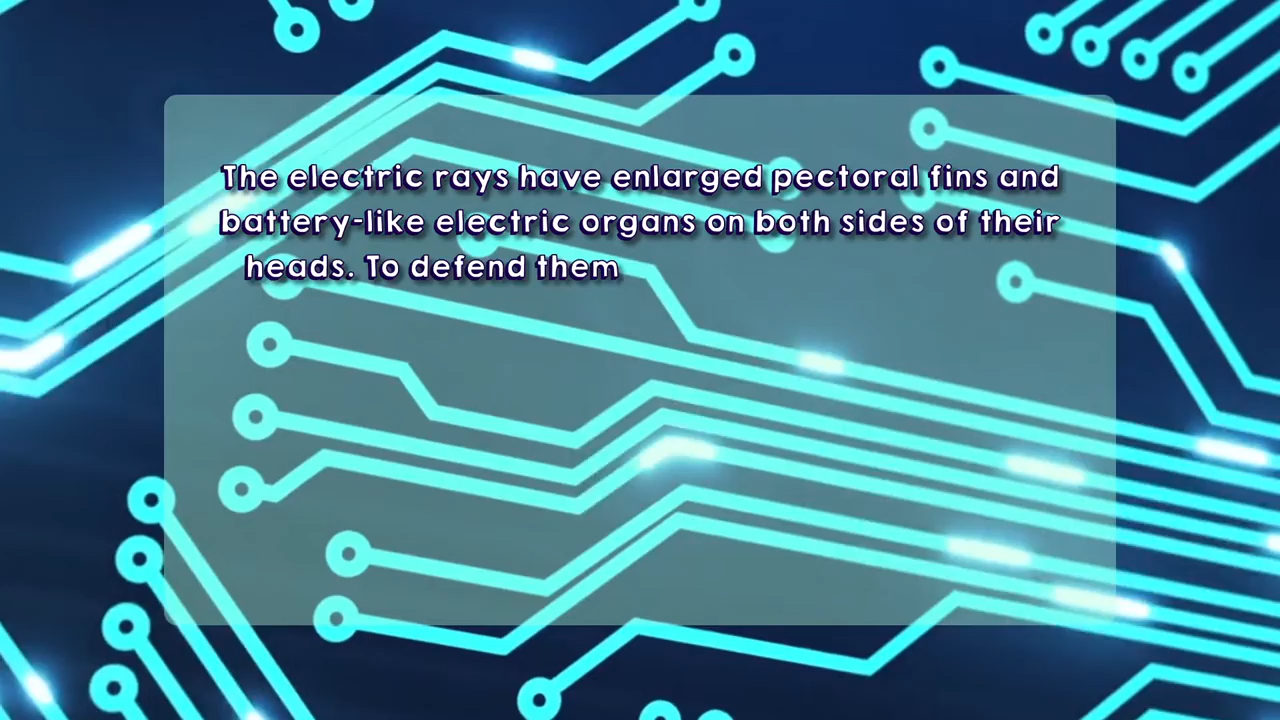 The electric rays have enlarged pectoral fins and
battery-like electric organs on both sides of their
heads. To defend them